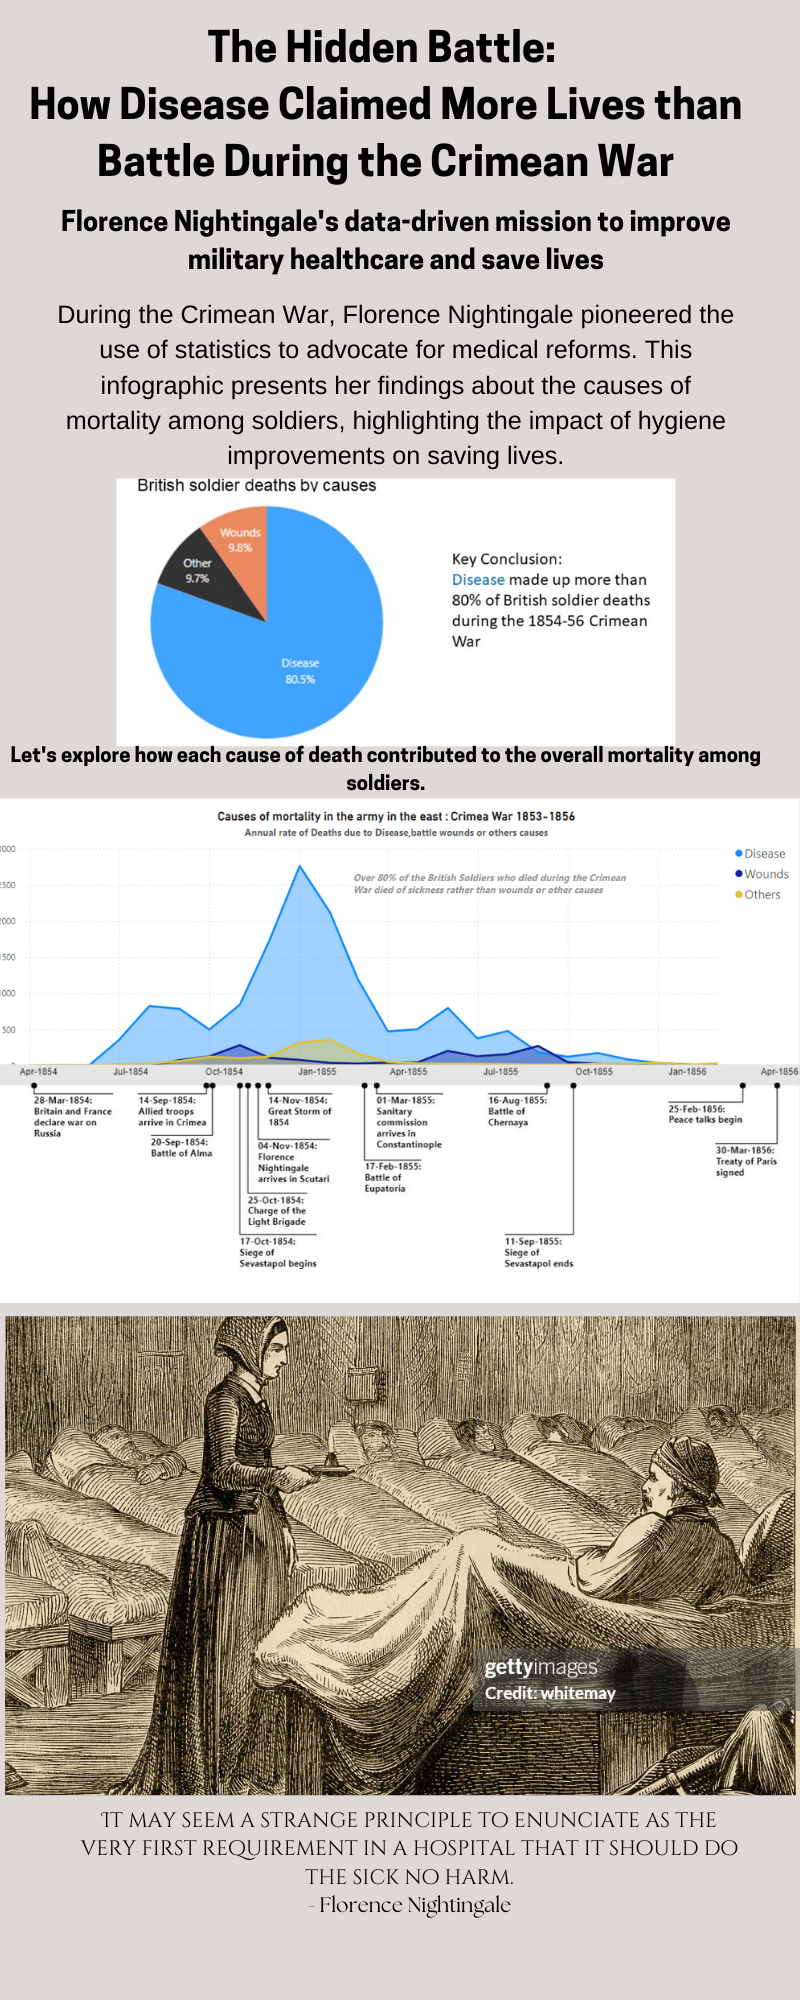 The Hidden Battle:
How Disease Claimed More Lives than
Battle During the Crimean War
Florence Nightingale's data-driven mission to improve
military healthcare and save lives
During the Crimean War, Florence Nightingale pioneered the
use of statistics to advocate for medical reforms. This
infographic presents her findings about the causes of
mortality among soldiers, highlighting the impact of hygiene
improvements on saving lives.
British soldier deaths by causes
Wounds
9.8%
Other
9.7%
Disease
80.5%
Key Conclusion:
Disease made up more than
80% of British soldier deaths
during the 1854-56 Crimean
War
Let's explore how each cause of death contributed to the overall mortality among
soldiers.
Causes of mortality in the army in the east : Crimea War 1853-1856
Annual rate of Deaths due to Disease,battle wounds or others causes
Over 80% of the British Soldiers who died during the Crimean
War died of sickness rather than wounds or other causes
Disease
Wounds
Others
3000
2500
2000
1500
1000
500
Apr-1854 Jul-1854 Oct-1854 Jan-1855 Apr-1855 Jul-1855 Oct-1855 Jan-1856 Apr-1856
28-Mar-1854:
Britain and France
declare war on
Russia
14-Sep-1854:
Allied troops
arrive in Crimea
20-Sep-1854:
Battle of Alma
14-Nov-1854:
Great Storm of
1854
04-Nov-1854:
Florence
Nightingale
arrives in Scutari
25-Oct-1854:
Charge of the
Light Brigade
17-Oct-1854:
Siege of
Sevastapol begins
01-Mar-1855:
Sanitary
commission
arrives in
Constantinople
17-Feb-1855:
Battle of
Eupatoria
16-Aug-1855:
Battle of
Chernaya
11-Sep-1855:
Siege of
Sevastapol ends
25-Feb-1856:
Peace talks begin
30-Mar-1856:
Treaty of Paris
signed
gettyimages
Credit: whitemay
'IT MAY SEEM A STRANGE PRINCIPLE TO ENUNCIATE AS THE
VERY FIRST REQUIREMENT IN A HOSPITAL THAT IT SHOULD DO
THE SICK NO HARM.
- Florence Nightingale